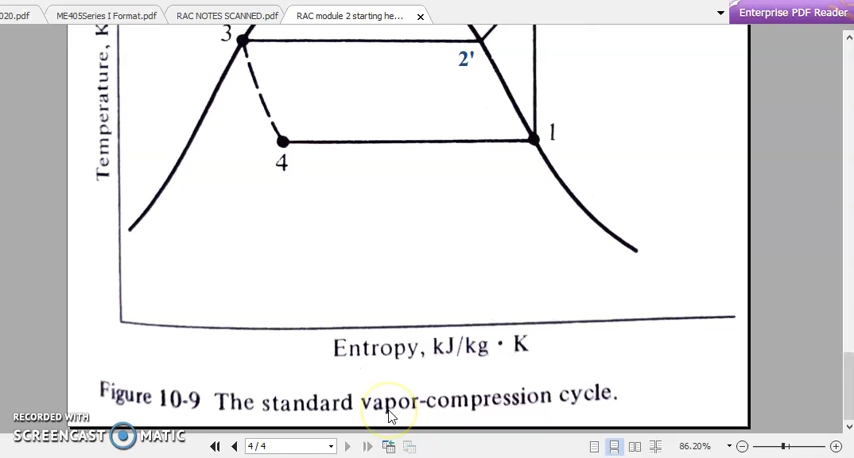 020.pdf
ME405Series I Format.pdf
RAC NOTES SCANNED.pdf
RAC module 2 starting he...
Enterprise PDF Reader
3
2'
1
4
Temperature, K
Entropy, kJ/kg · K
Figure 10-9 The standard vapor-compression cycle.
RECORDED WITH
SCREENCAST MATIC
4 / 4
86.20%